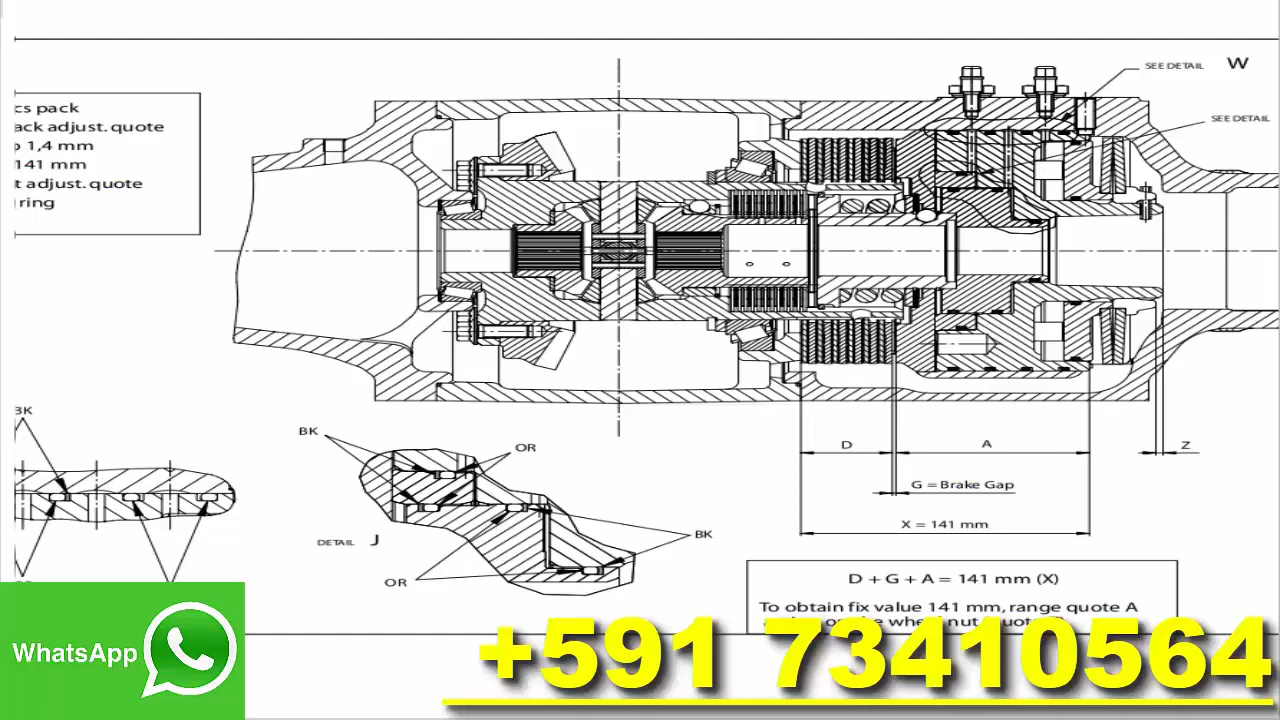 SEE DETAIL W
SEE DETAIL
cs pack
ack adjust. quote
1,4 mm
141 mm
t adjust. quote
ring
D
A
Z
G = Brake Gap
X = 141 mm
BK
BK
OR
BK
OR
DETAIL J
D + G + A = 141 mm (X)
To obtain fix value 141 mm, range quote A
WhatsApp
+591 73410564